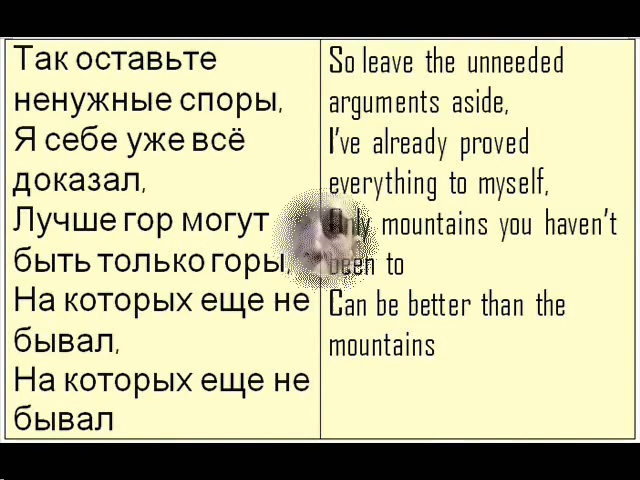 Так оставьте
ненужные споры,
Я себе уже всё
доказал,
Лучше гор могут
быть только горы,
На которых еще не
бывал,
На которых еще не
бывал
So leave the unneeded
arguments aside,
I've already proved
everything to myself,
Only mountains you haven't
been to
Can be better than the
mountains